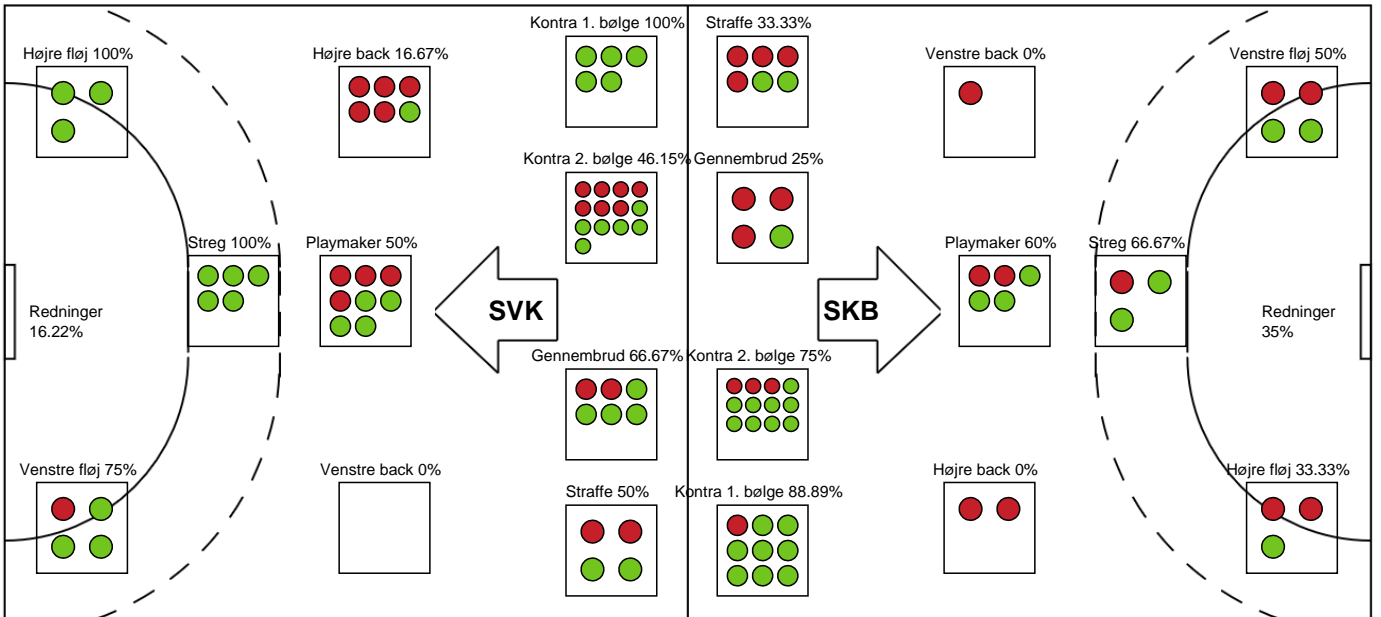 Kontra 1. bølge 100%
Straffe 33.33%
Højre fløj 100%
Højre back 16.67%
Venstre back 0%
Venstre fløj 50%
Kontra 2. bølge 46.15%
Gennembrud 25%
Streg 100%
Playmaker 50%
Playmaker 60%
Streg 66.67%
SVK
SKB
Redninger
16.22%
Redninger
35%
Gennembrud 66.67%
Kontra 2. bølge 75%
Venstre fløj 75%
Venstre back 0%
Højre back 0%
Højre fløj 33.33%
Straffe 50%
Kontra 1. bølge 88.89%